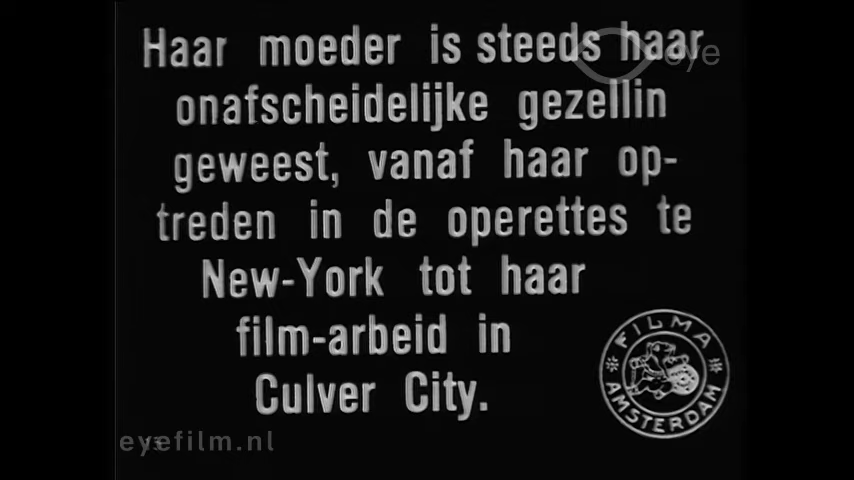 Haar moeder is steeds haar
onafscheidelijke gezellin
geweest, vanaf haar op-
treden in de operettes te
New-York tot haar
film-arbeid in
Culver City.
FILMA
AMSTERDAM
eye
eyefilm.nl